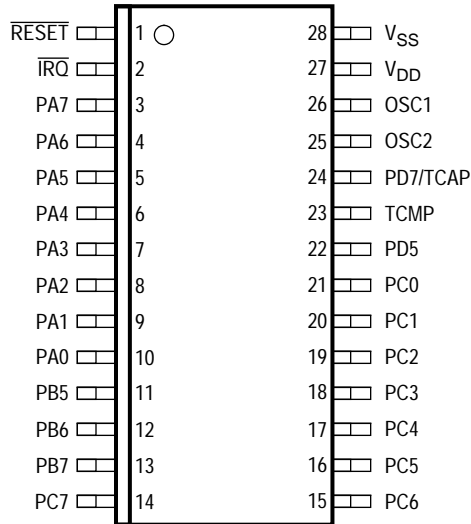 RESET 1 28 VSS
IRQ 2 27 VDD
PA7 3 26 OSC1
PA6 4 25 OSC2
PA5 5 24 PD7/TCAP
PA4 6 23 TCMP
PA3 7 22 PD5
PA2 8 21 PC0
PA1 9 20 PC1
PA0 10 19 PC2
PB5 11 18 PC3
PB6 12 17 PC4
PB7 13 16 PC5
PC7 14 15 PC6